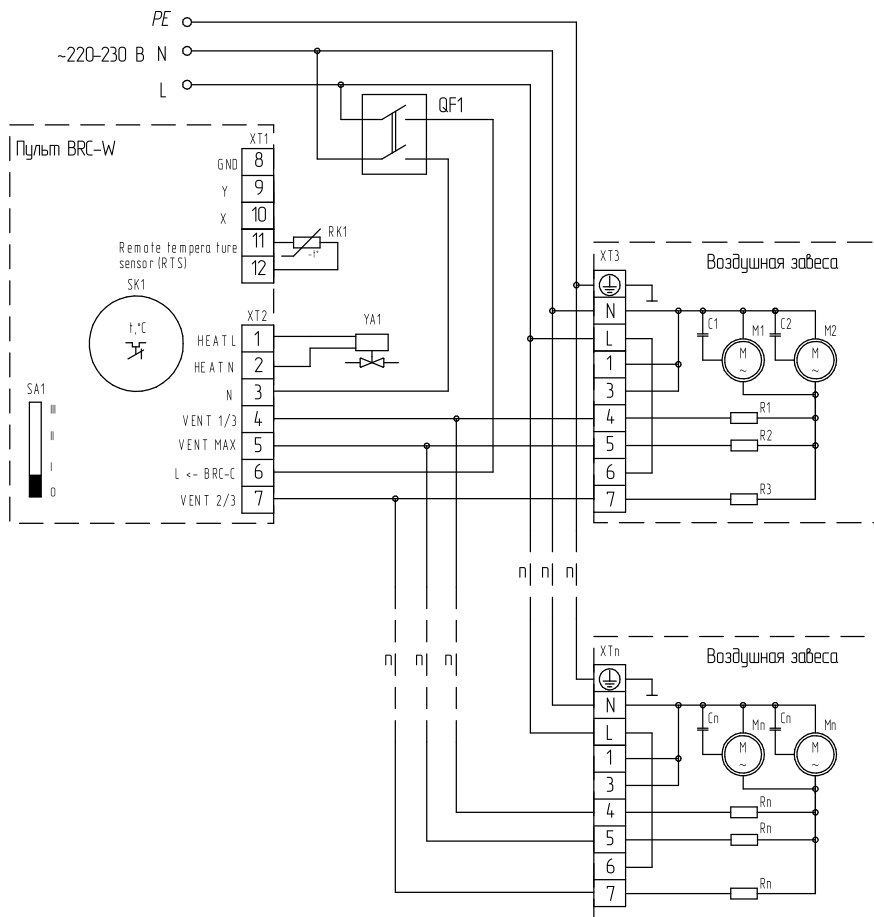 PE
~220-230 В N
L
QF1
Пульт BRC-W
XT1
GND 8
Y 9
X 10
11
Remote temperature
sensor (RTS)
12
RK1
-t°
SK1
t,°C
XT2
HEAT L 1
HEAT N 2
N 3
VENT 1/3 4
VENT MAX 5
L <- BRC-C 6
VENT 2/3 7
YA1
SA1
III
II
I
0
XT3
Воздушная завеса
N
L
1
3
4
5
6
7
C1
M1
C2
M2
M
~
M
~
R1
R2
R3
п
п
п
п
п
п
XTn
Воздушная завеса
N
L
1
3
4
5
6
7
Cn
Mn
Cn
Mn
M
~
M
~
Rn
Rn
Rn